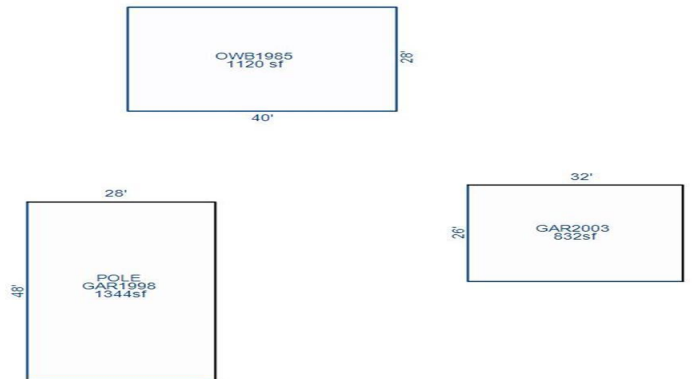 OWB1985
1120 sf
28'
40'
28'
32'
POLE
GAR1998
1344sf
48'
GAR2003
832sf
26'